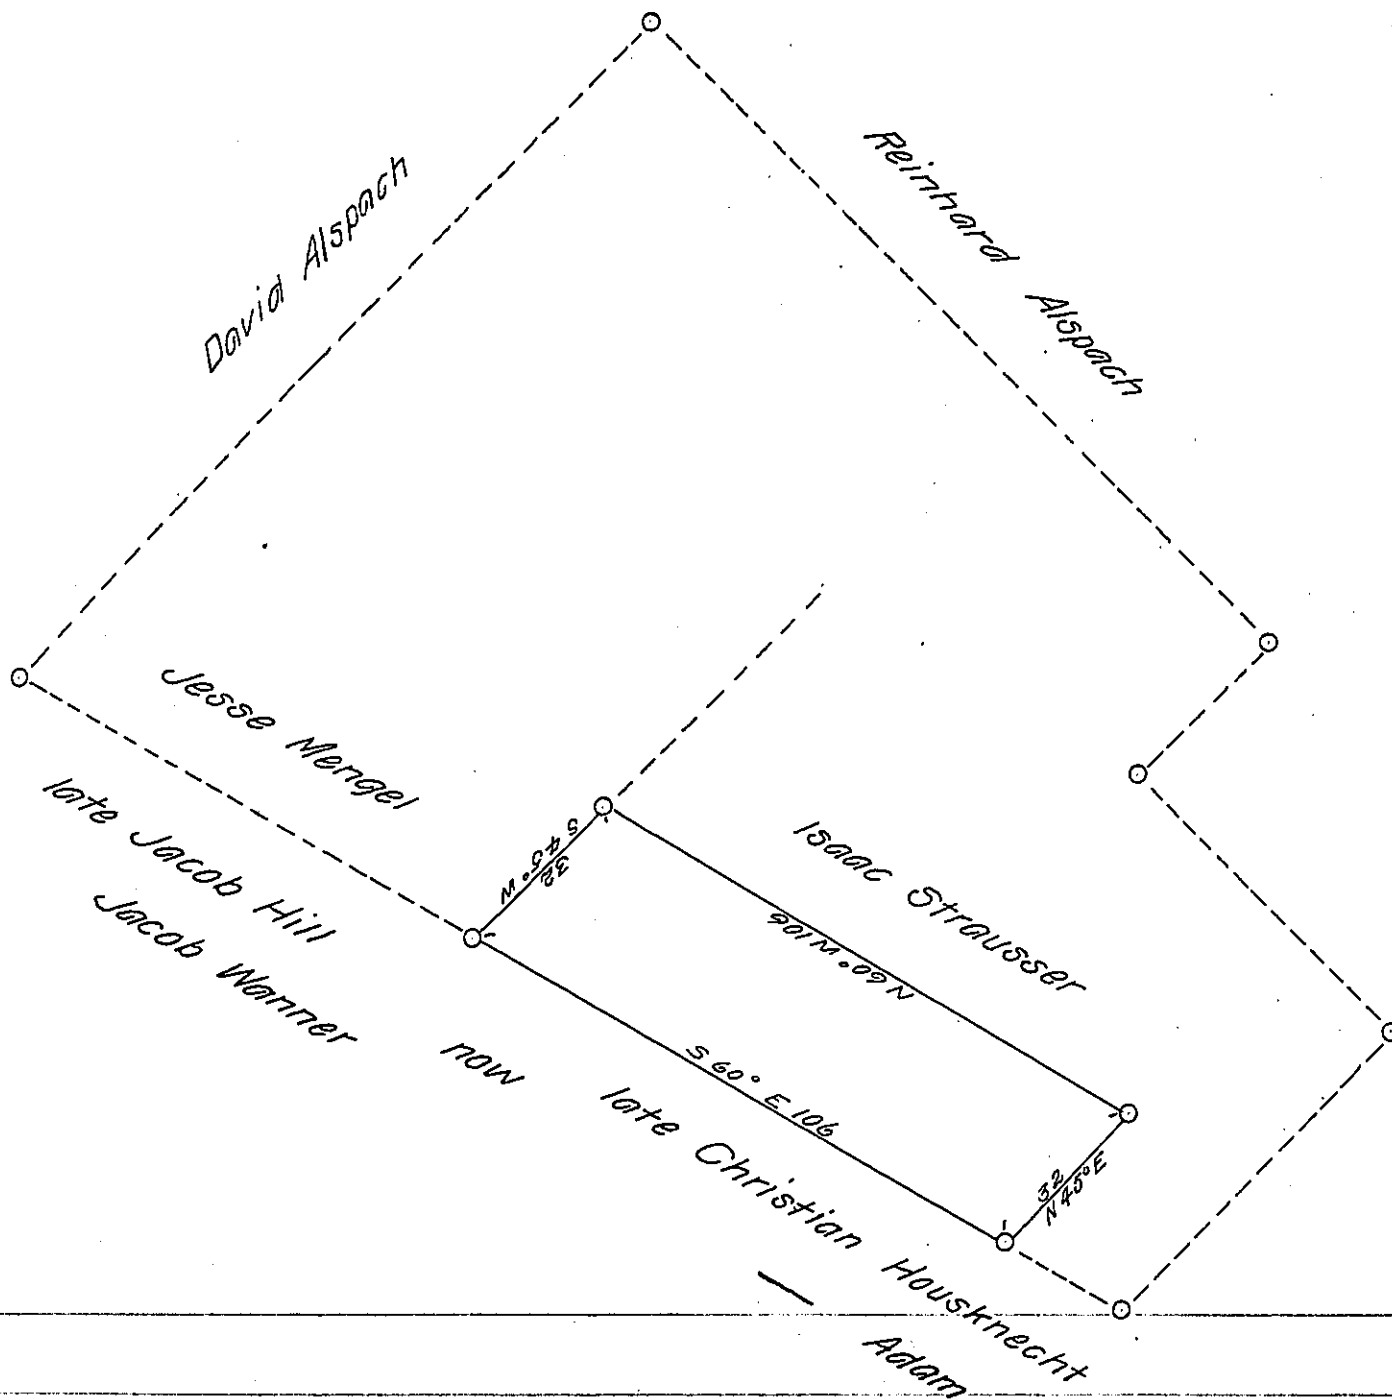 David Alspach
Reinhard Alspach
Jesse Mengel
late Jacob Hill
Jacob Wanner now late Christian Housknecht
Adam
Isaac Strausser
S 45° W
32
N 60° W 106
S 60° E 106
32
N 45° E